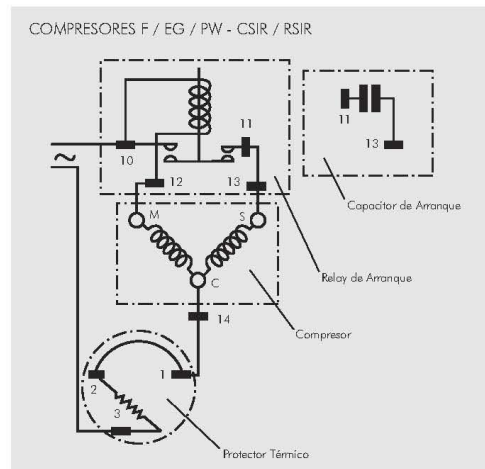 COMPRESORES F / EG / PW - CSIR / RSIR
11
10
12
13
11
13
Capacitor de Arranque
M
S
Relay de Arranque
C
14
Compresor
2
1
3
Protector Térmico